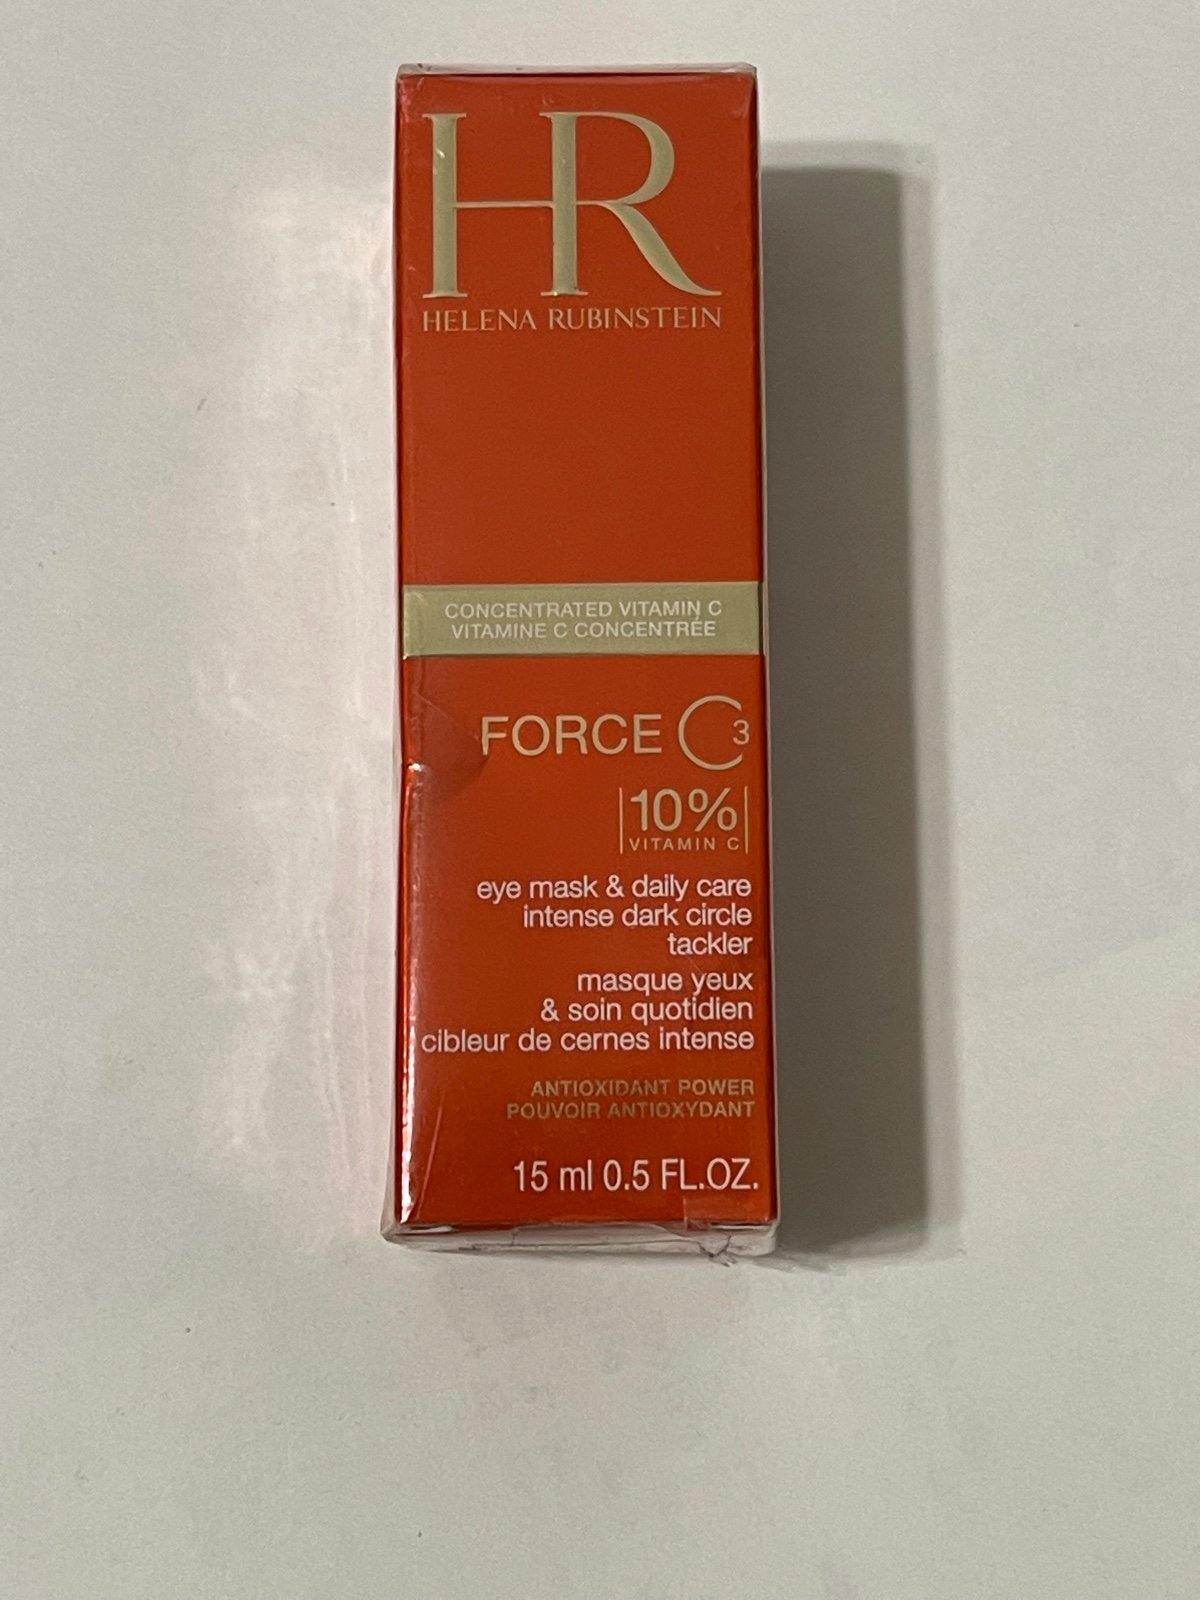 HR
HELENA RUBINSTEIN
CONCENTRATED VITAMIN C
VITAMINE C CONCENTRÉE
FORCE C3
10%
VITAMIN C
eye mask & daily care
intense dark circle
tackler
masque yeux
& soin quotidien
cibleur de cernes intense
ANTIOXIDANT POWER
POUVOIR ANTIOXYDANT
15 ml 0.5 FL.OZ.